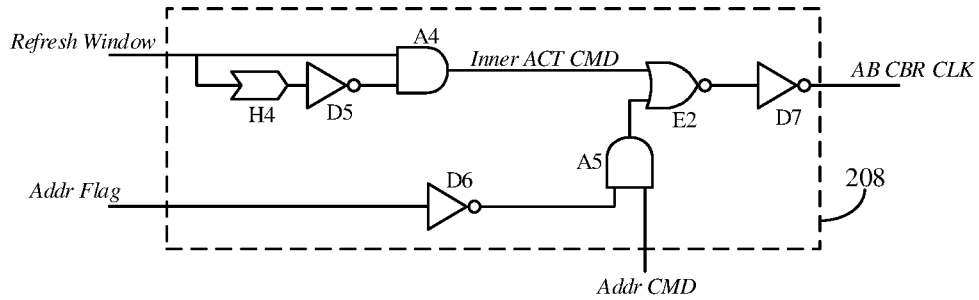 A4
Refresh Window
Inner ACT CMD
AB CBR CLK
H4
D5
E2
D7
A5
D6
208
Addr Flag
Addr CMD